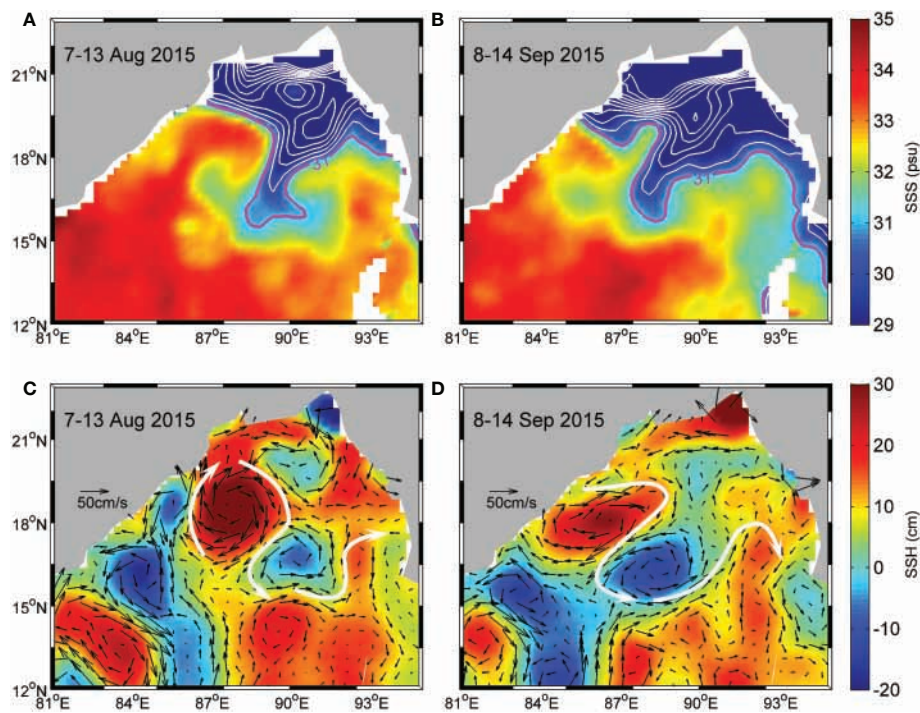 A
B
7-13 Aug 2015
8-14 Sep 2015
21°N
18°N
15°N
12°N
81°E
84°E
87°E
90°E
93°E
81°E
84°E
87°E
90°E
93°E
31
31
35
34
33
32
31
30
29
SSS (psu)
C
D
7-13 Aug 2015
8-14 Sep 2015
50cm/s
50cm/s
21°N
18°N
15°N
12°N
81°E
84°E
87°E
90°E
93°E
81°E
84°E
87°E
90°E
93°E
30
20
10
0
-10
-20
SSH (cm)